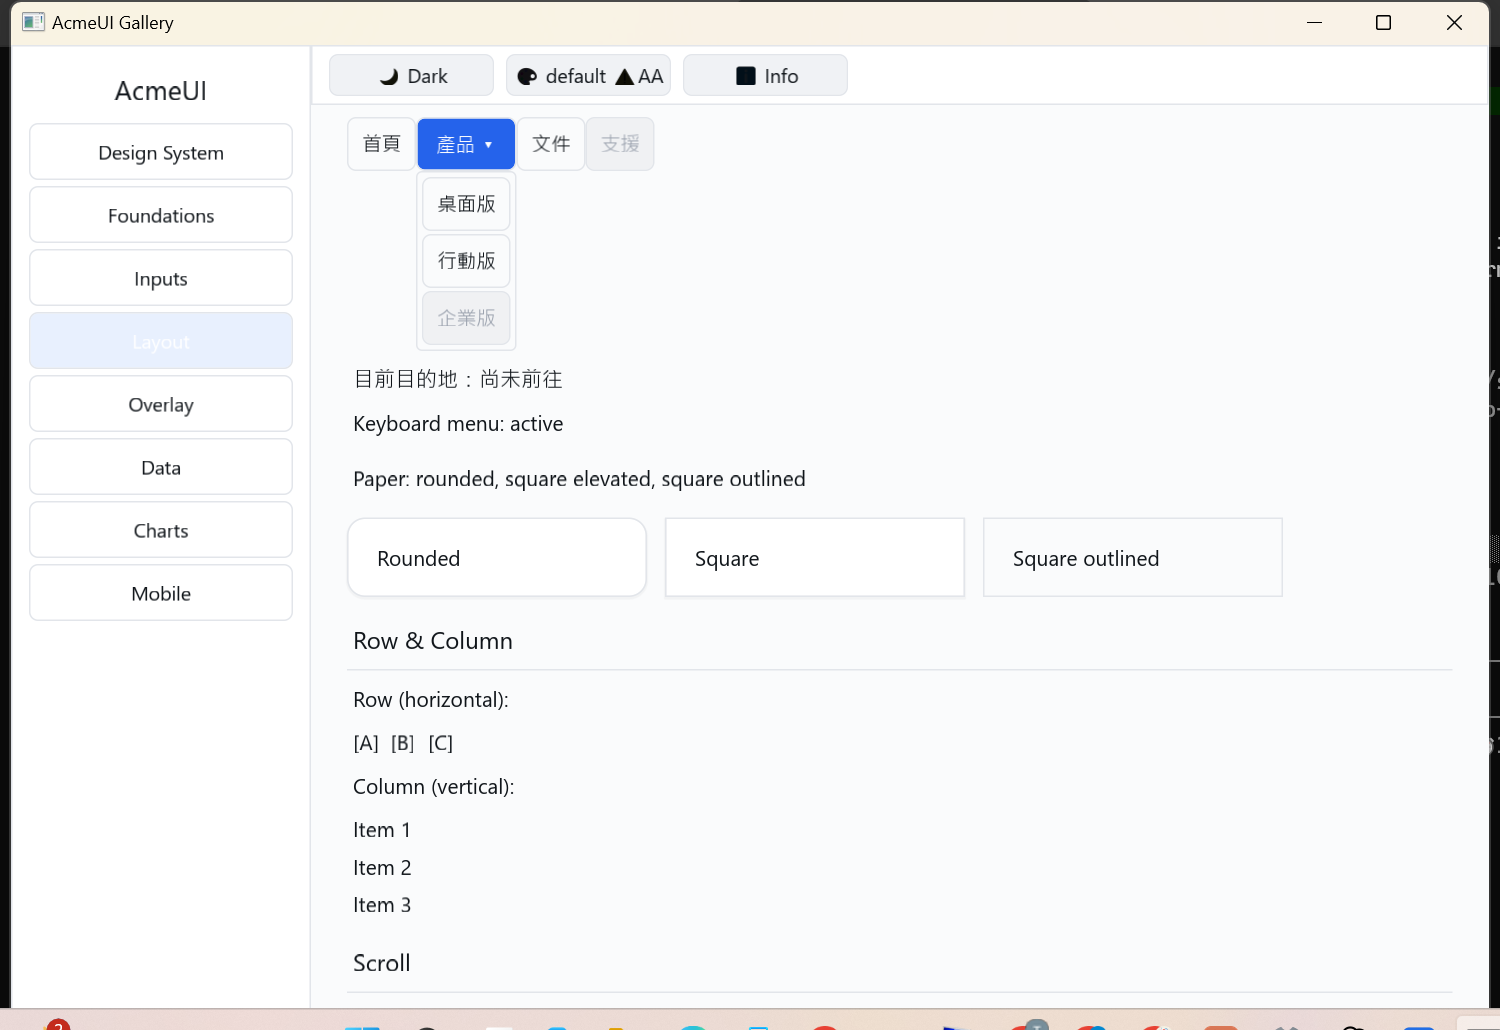 AcmeUI Gallery
AcmeUI
Design System
Foundations
Inputs
Layout
Overlay
Data
Charts
Mobile
Dark
default AA
Info
首頁 產品 ▼ 文件 支援
桌面版
行動版
企業版
目前目的地：尚未前往
Keyboard menu: active
Paper: rounded, square elevated, square outlined
Rounded
Square
Square outlined
Row & Column
Row (horizontal):
[A] [B] [C]
Column (vertical):
Item 1
Item 2
Item 3
Scroll
2